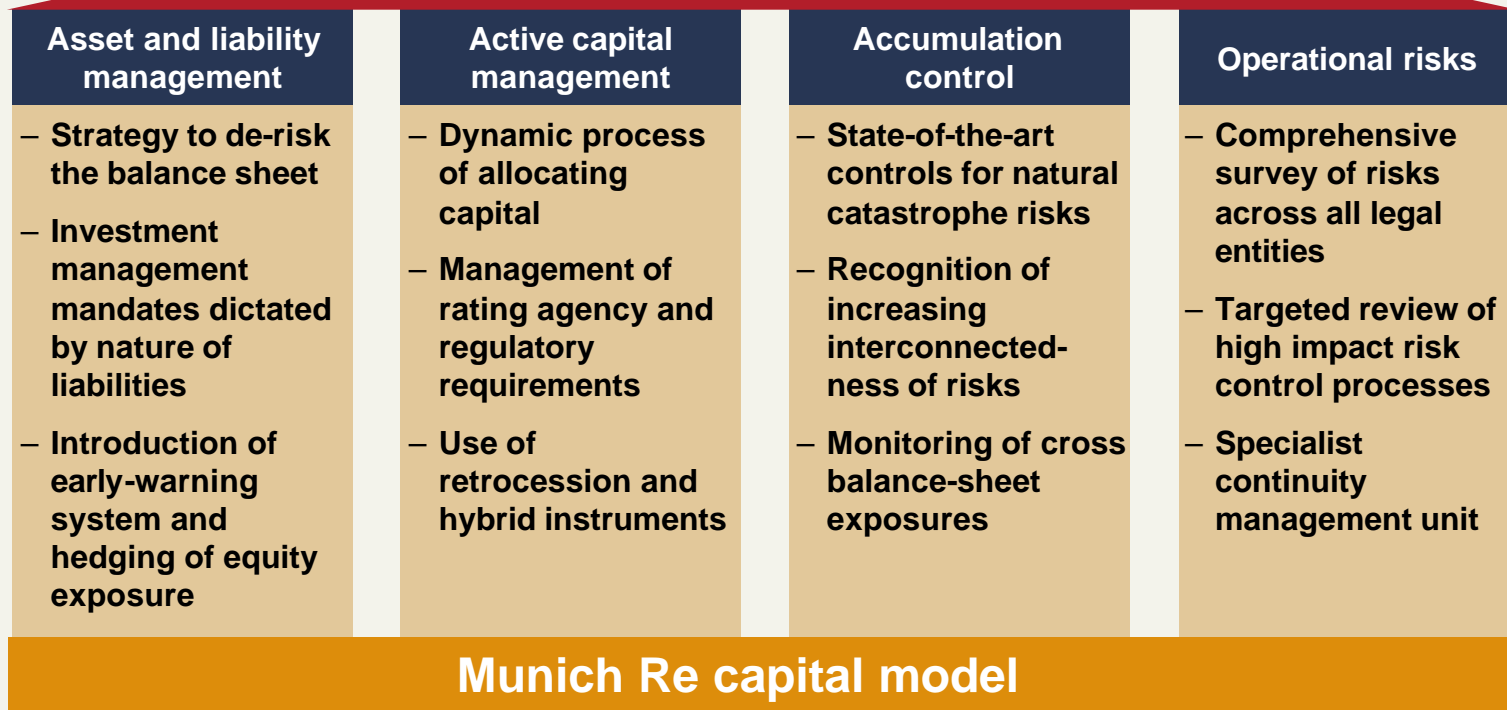 Asset and liability
management
– Strategy to de-risk
the balance sheet
– Investment
management
mandates dictated
by nature of
liabilities
– Introduction of
early-warning
system and
hedging of equity
exposure
Active capital
management
– Dynamic process
of allocating
capital
– Management of
rating agency and
regulatory
requirements
– Use of
retrocession and
hybrid instruments
Accumulation
control
– State-of-the-art
controls for natural
catastrophe risks
– Recognition of
increasing
interconnected-
ness of risks
– Monitoring of cross
balance-sheet
exposures
Operational risks
– Comprehensive
survey of risks
across all legal
entities
– Targeted review of
high impact risk
control processes
– Specialist
continuity
management unit
Munich Re capital model